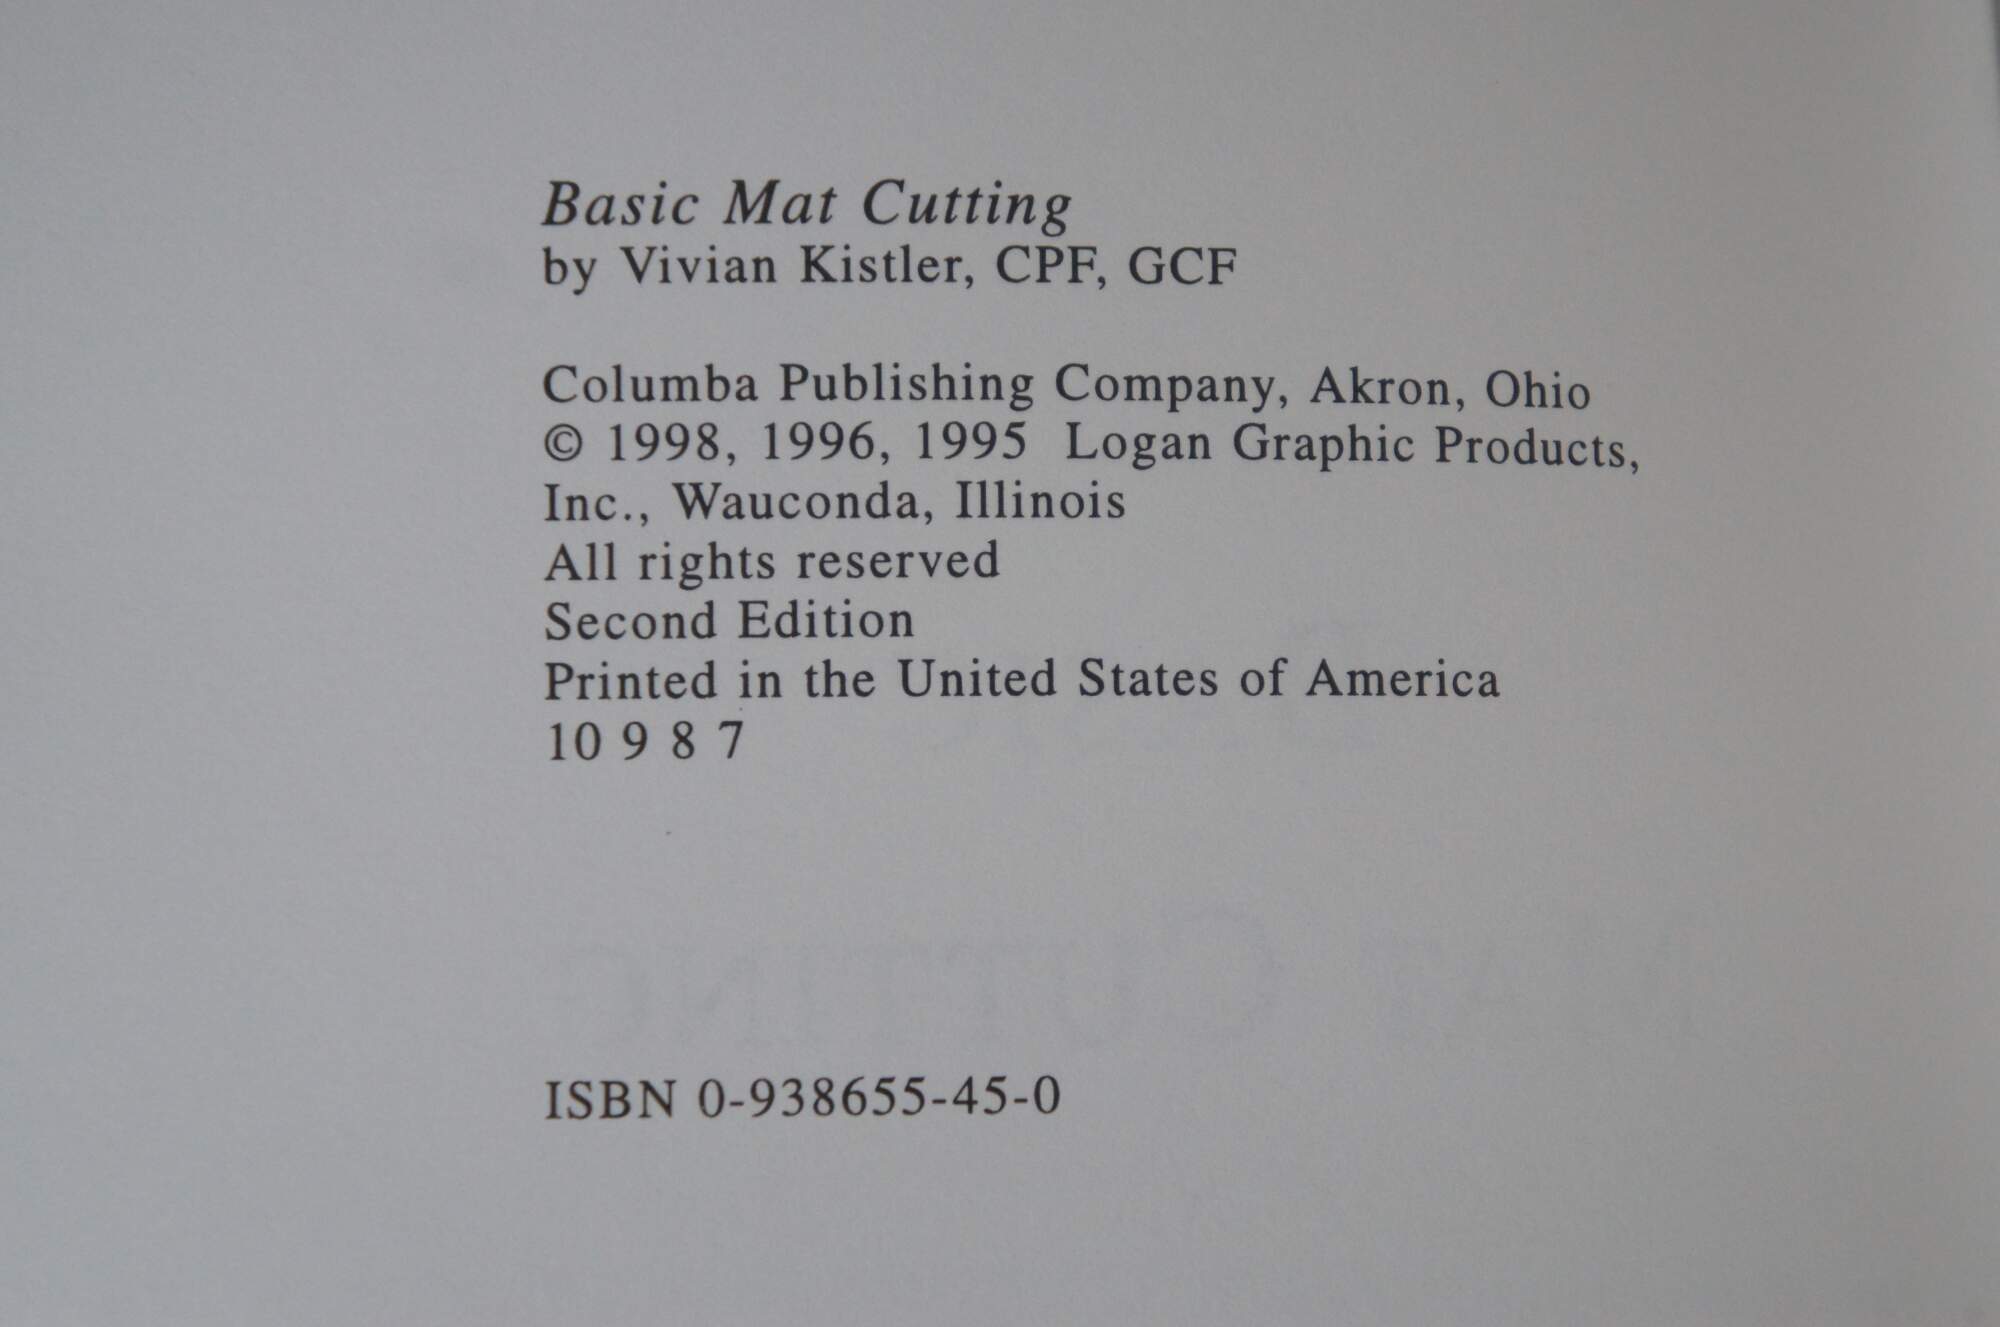 Basic Mat Cutting
by Vivian Kistler, CPF, GCF
Columba Publishing Company, Akron, Ohio
© 1998, 1996, 1995 Logan Graphic Products,
Inc., Wauconda, Illinois
All rights reserved
Second Edition
Printed in the United States of America
10 9 8 7
ISBN 0-938655-45-0